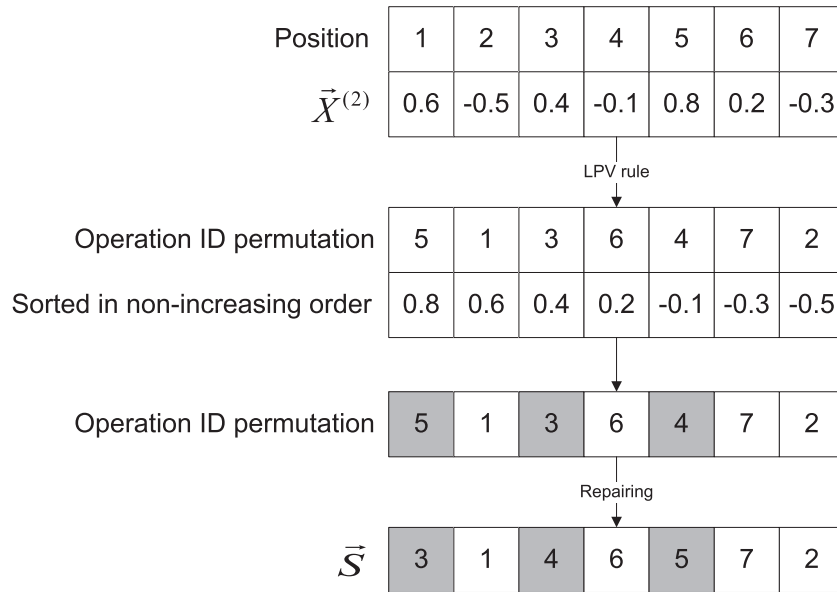 Position 1 2 3 4 5 6 7
X⃗(2) 0.6 -0.5 0.4 -0.1 0.8 0.2 -0.3
LPV rule
Operation ID permutation 5 1 3 6 4 7 2
Sorted in non-increasing order 0.8 0.6 0.4 0.2 -0.1 -0.3 -0.5
Operation ID permutation 5 1 3 6 4 7 2
Repairing
S⃗ 3 1 4 6 5 7 2